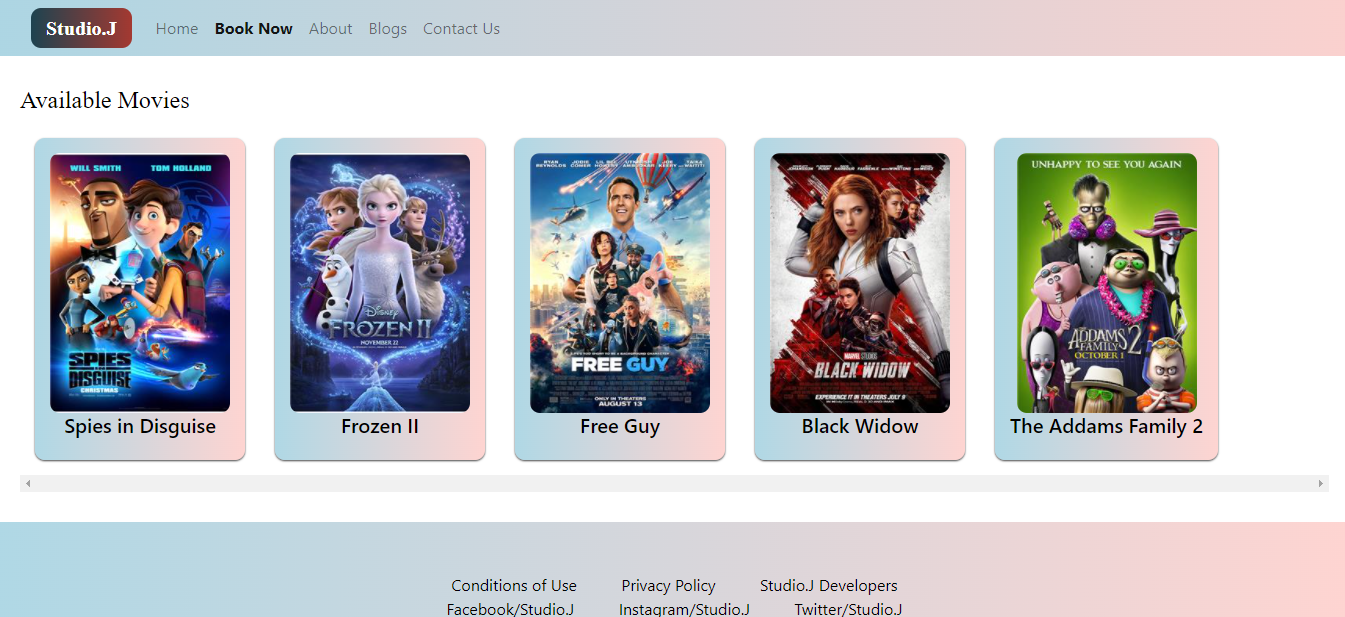 Studio.J Home Book Now About Blogs Contact Us
Available Movies
WILL SMITH TOM HOLLAND
SPIES
DISGUISE
CHRISTMAS
Spies in Disguise
Disney
FROZEN II
NOVEMBER 22
Frozen II
RYAN REYNOLDS JODIE COMER LIL REL HOWERY JOE KEERY TAIKA WAITITI
FREE GUY
ONLY IN THEATERS
AUGUST 13
Free Guy
MARVEL STUDIOS
BLACK WIDOW
EXPERIENCE IT IN THEATERS JULY 9
Black Widow
UNHAPPY TO SEE YOU AGAIN
ADDAMS
FAMILY 2
OCTOBER 1
The Addams Family 2
Conditions of Use Privacy Policy Studio.J Developers
Facebook/Studio.J Instagram/Studio.J Twitter/Studio.J